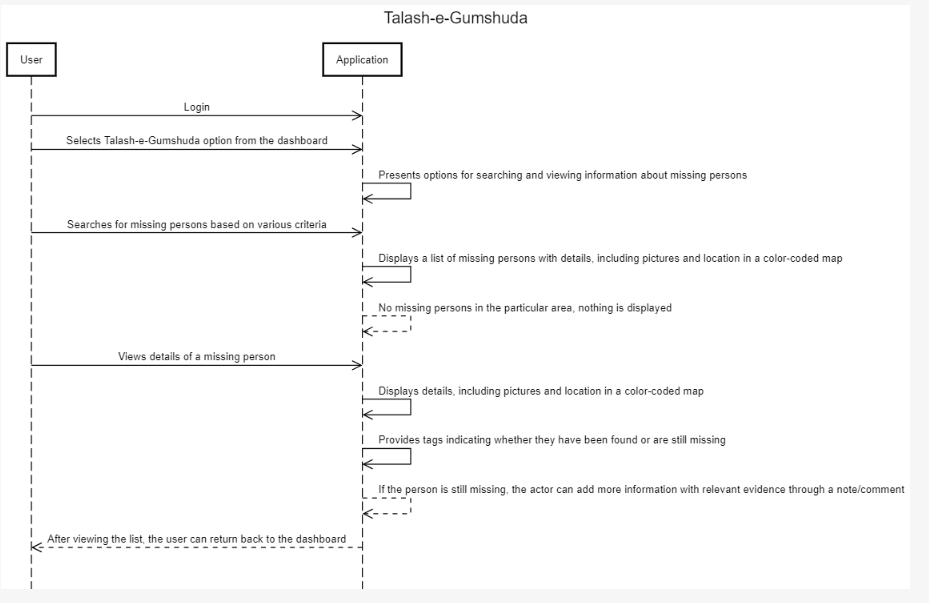 Talash-e-Gumshuda
User
Application
Login
Selects Talash-e-Gumshuda option from the dashboard
Presents options for searching and viewing information about missing persons
Searches for missing persons based on various criteria
Displays a list of missing persons with details, including pictures and location in a color-coded map
No missing persons in the particular area, nothing is displayed
Views details of a missing person
Displays details, including pictures and location in a color-coded map
Provides tags indicating whether they have been found or are still missing
If the person is still missing, the actor can add more information with relevant evidence through a note/comment
After viewing the list, the user can return back to the dashboard